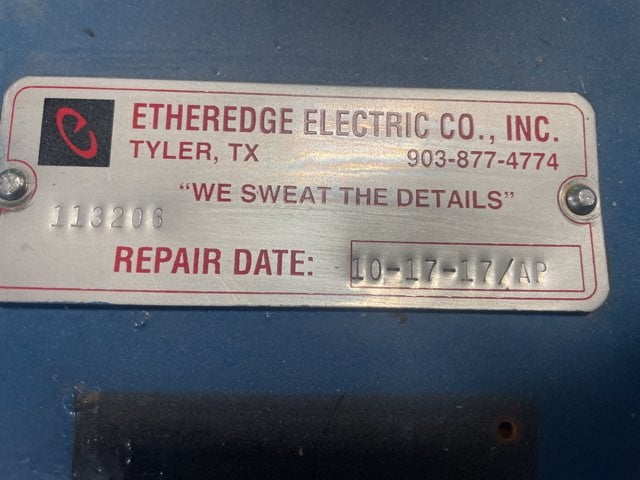 ETHEREDGE ELECTRIC CO., INC.
TYLER, TX 903-877-4774
"WE SWEAT THE DETAILS"
113206
REPAIR DATE: 10-17-17/AP